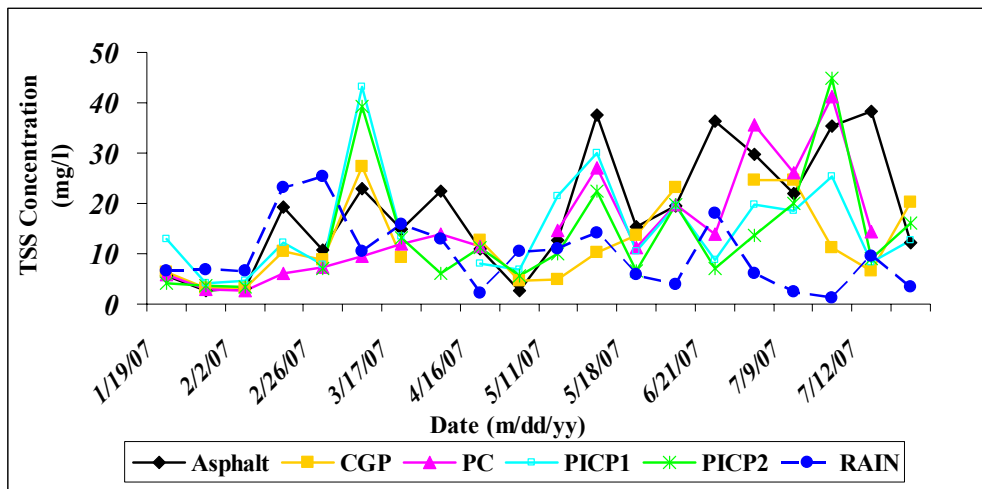 50
40
30
20
10
0
TSS Concentration
(mg/l)
1/19/07 2/2/07 2/26/07 3/17/07 4/16/07 5/11/07 5/18/07 6/21/07 7/9/07 7/12/07
Date (m/dd/yy)
Asphalt CGP PC PICP1 PICP2 RAIN